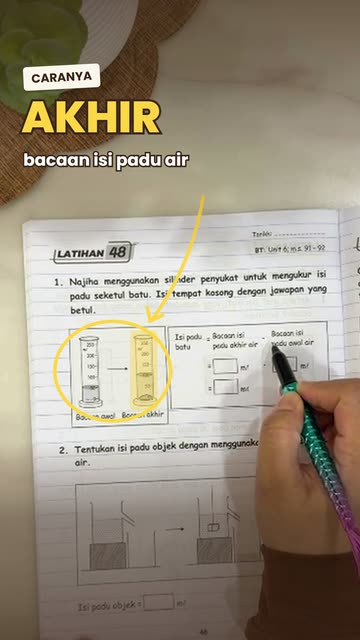 CARANYA
AKHIR
bacaan isi padu air
Tarikh:
LATIHAN 48
BT: Unit 6; m.s. 91 – 92
1. Najiha menggunakan silinder penyukat untuk mengukur isi
padu seketul batu. Isi tempat kosong dengan jawapan yang
betul.
Isi padu batu = Bacaan isi padu akhir air - Bacaan isi padu awal air
= mℓ - mℓ
= mℓ
Bacaan awal Bacaan akhir
2. Tentukan isi padu objek dengan menggunakan
air.
Isi padu objek = mℓ
48